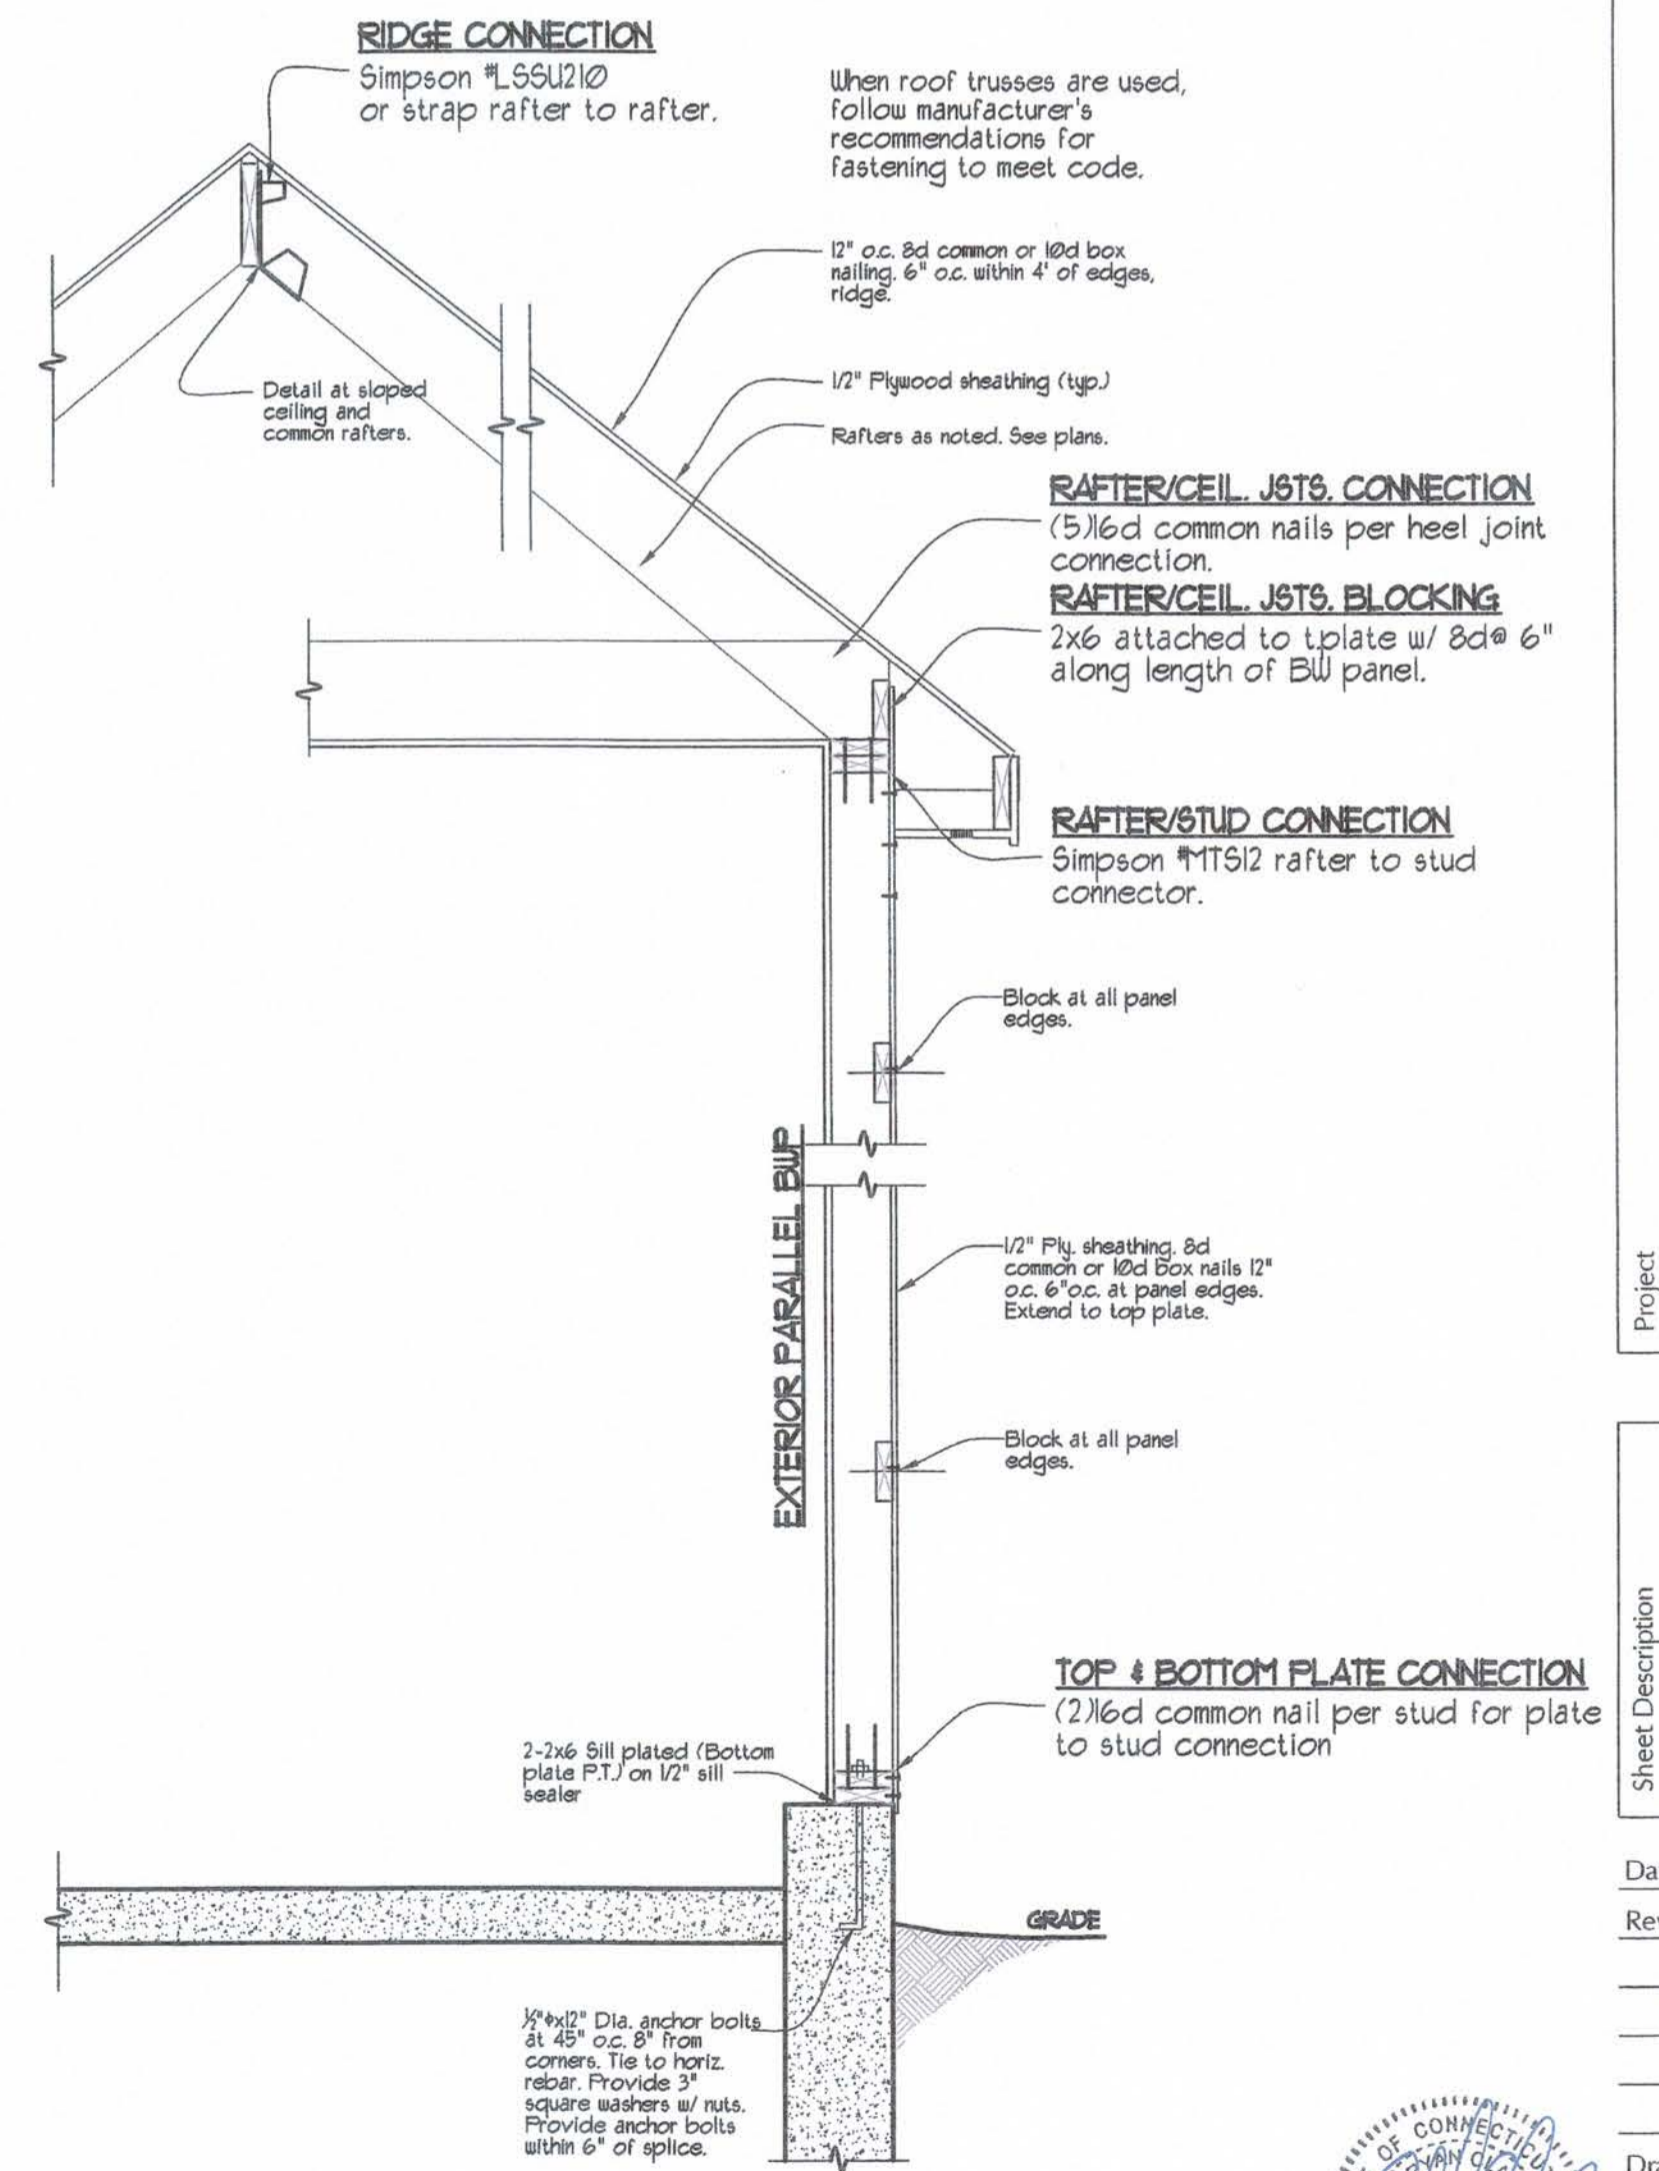 RIDGE CONNECTION
Simpson #LSSU210
or strap rafter to rafter.
When roof trusses are used,
follow manufacturer's
recommendations for
fastening to meet code.
12" o.c. 8d common or 10d box
nailing. 6" o.c. within 4' of edges,
ridge.
Detail at sloped
ceiling and
common rafters.
1/2" Plywood sheathing (typ.)
Rafters as noted. See plans.
RAFTER/CEIL. JSTS. CONNECTION
(5)16d common nails per heel joint
connection.
RAFTER/CEIL. JSTS. BLOCKING
2x6 attached to t.plate w/ 8d@ 6"
along length of BW panel.
RAFTER/STUD CONNECTION
Simpson #MTS12 rafter to stud
connector.
Block at all panel
edges.
EXTERIOR PARALLEL BWP
1/2" Ply. sheathing. 8d
common or 10d box nails 12"
o.c. 6"o.c. at panel edges.
Extend to top plate.
Block at all panel
edges.
TOP & BOTTOM PLATE CONNECTION
(2)16d common nail per stud for plate
to stud connection
2-2x6 Sill plated (Bottom
plate P.T.) on 1/2" sill
sealer
GRADE
½"ϕx12" Dia. anchor bolts
at 45" o.c. 8" from
corners. Tie to horiz.
rebar. Provide 3"
square washers w/ nuts.
Provide anchor bolts
within 6" of splice.
Project
Sheet Description
Da
Re
Dr
OF CONNECTICU